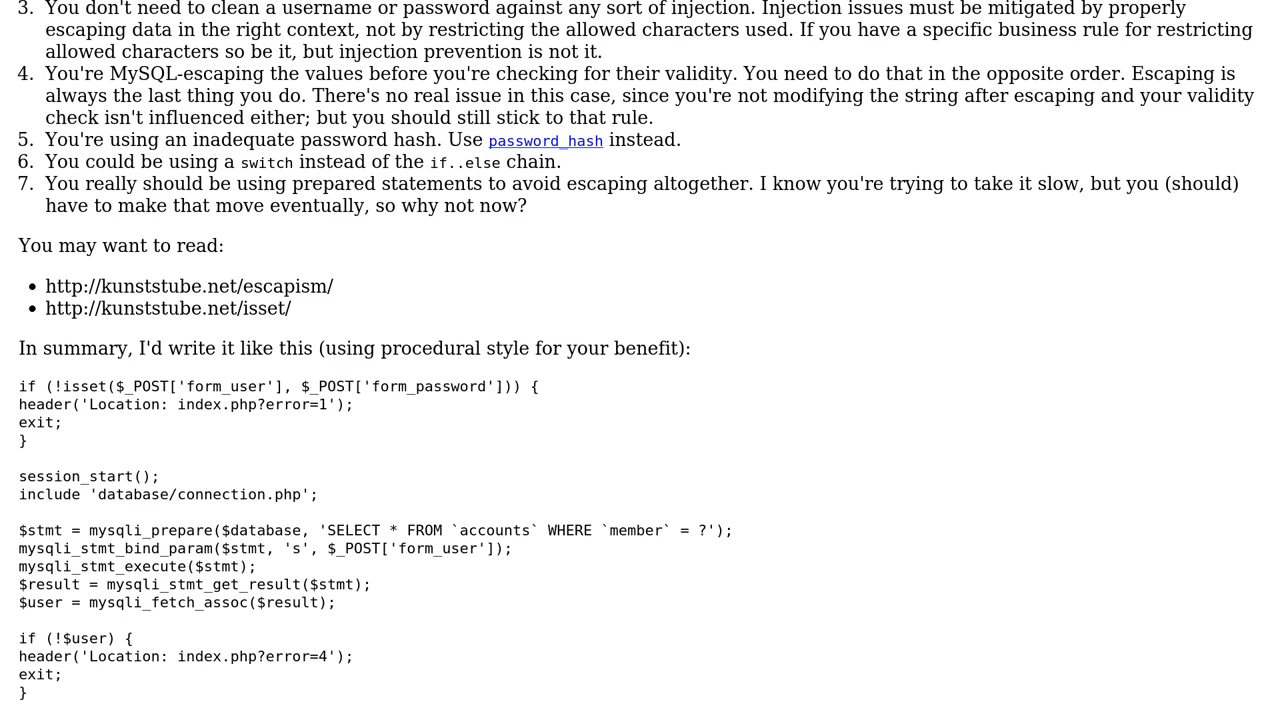 3. You don't need to clean a username or password against any sort of injection. Injection issues must be mitigated by properly
escaping data in the right context, not by restricting the allowed characters used. If you have a specific business rule for restricting
allowed characters so be it, but injection prevention is not it.
4. You're MySQL-escaping the values before you're checking for their validity. You need to do that in the opposite order. Escaping is
always the last thing you do. There's no real issue in this case, since you're not modifying the string after escaping and your validity
check isn't influenced either; but you should still stick to that rule.
5. You're using an inadequate password hash. Use password_hash instead.
6. You could be using a switch instead of the if..else chain.
7. You really should be using prepared statements to avoid escaping altogether. I know you're trying to take it slow, but you (should)
have to make that move eventually, so why not now?
You may want to read:
• http://kunststube.net/escapism/
• http://kunststube.net/isset/
In summary, I'd write it like this (using procedural style for your benefit):
if (!isset($_POST['form_user'], $_POST['form_password'])) {
header('Location: index.php?error=1');
exit;
}
session_start();
include 'database/connection.php';
$stmt = mysqli_prepare($database, 'SELECT * FROM `accounts` WHERE `member` = ?');
mysqli_stmt_bind_param($stmt, 's', $_POST['form_user']);
mysqli_stmt_execute($stmt);
$result = mysqli_stmt_get_result($stmt);
$user = mysqli_fetch_assoc($result);
if (!$user) {
header('Location: index.php?error=4');
exit;
}